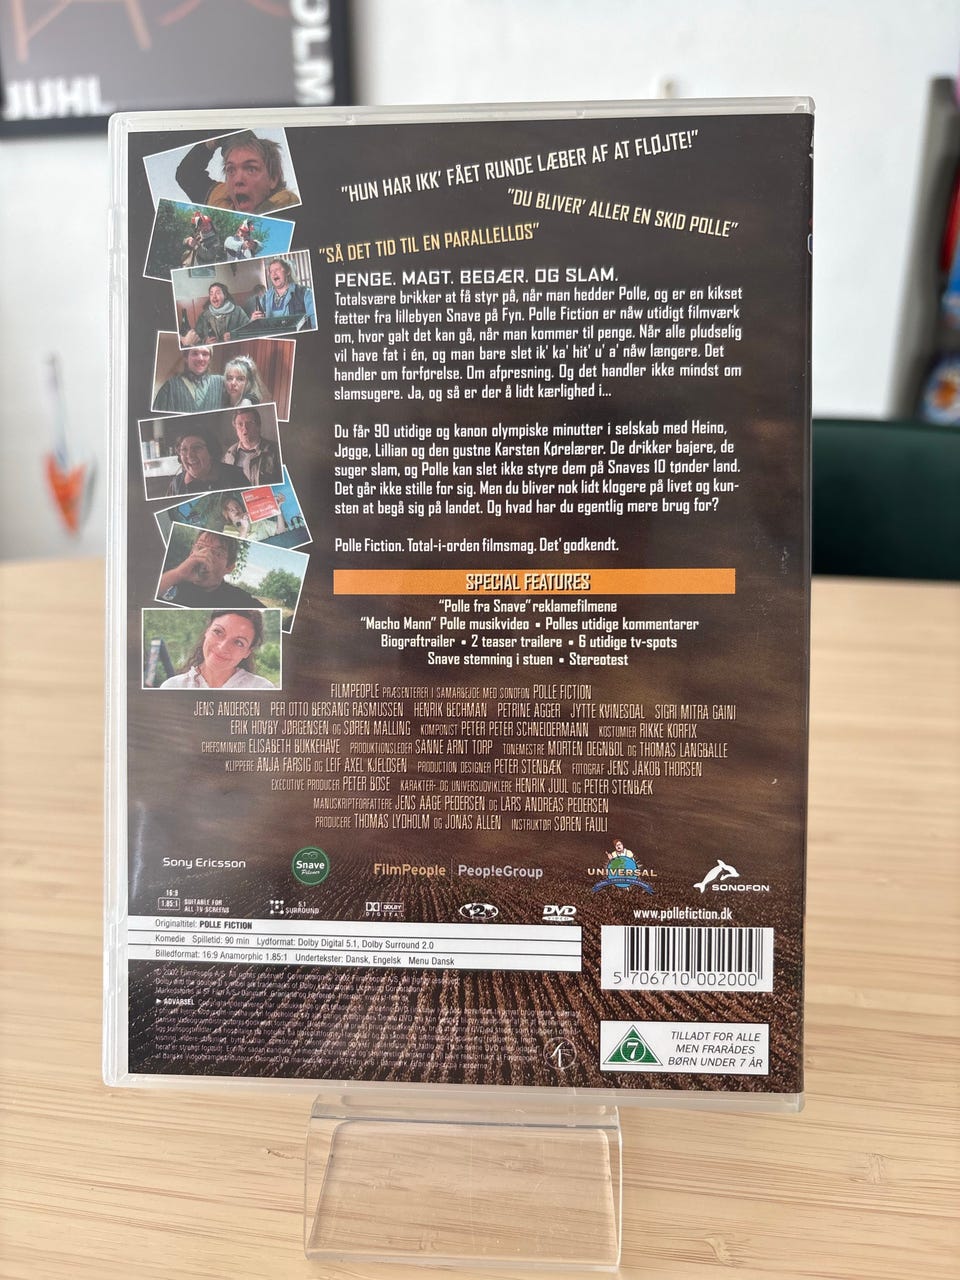 JUHL
OLM
"HUN HAR IKK' FÅET RUNDE LÆBER AF AT FLØJTE!"
"DU BLIVER' ALLER EN SKID POLLE"
"SÅ DET TID TIL EN PARALLELLOS"
PENGE. MAGT. BEGÆR. OG SLAM.
Totalsvære brikker at få styr på, når man hedder Polle, og er en kikset
fætter fra lillebyen Snave på Fyn. Polle Fiction er nåw utidigt filmværk
om, hvor galt det kan gå, når man kommer til penge. Når alle pludselig
vil have fat i én, og man bare slet ik' ka' hit' u' a' nåw længere. Det
handler om forførelse. Om afpresning. Og det handler ikke mindst om
slamsugere. Ja, og så er der å lidt kærlighed i...
Du får 90 utidige og kanon olympiske minutter i selskab med Heino,
Jøgge, Lillian og den gustne Karsten Kørelærer. De drikker bajere, de
suger slam, og Polle kan slet ikke styre dem på Snaves 10 tønder land.
Det går ikke stille for sig. Men du bliver nok lidt klogere på livet og kun-
sten at begå sig på landet. Og hvad har du egentlig mere brug for?
Polle Fiction. Total-i-orden filmsmag. Det' godkendt.
SPECIAL FEATURES
"Polle fra Snave" reklamefilmene
"Macho Mann" Polle musikvideo • Polles utidige kommentarer
Biograftrailer • 2 teaser trailere • 6 utidige tv-spots
Snave stemning i stuen • Stereotest
FILMPEOPLE PRÆSENTERER I SAMARBEJDE MED SONOFON POLLE FICTION
JENS ANDERSEN PER OTTO BERSANG RASMUSSEN HENRIK BECHMAN PETRINE AGGER JYTTE KVINESDAL SIGRI MITRA GAINI
ERIK HOVBY JØRGENSEN OG SØREN MALLING KOMPONIST PETER PETER SCHNEIDERMANN KOSTUMIER RIKKE KORFIX
CHEFSMINKØR ELISABETH BUKKEHAVE PRODUKTIONSLEDER SANNE ARNT TORP TONEMESTRE MORTEN DEGNBOL OG THOMAS LANGBALLE
KLIPPERE ANJA FARSIG OG LEIF AXEL KJELDSEN PRODUCTION DESIGNER PETER STENBÆK FOTOGRAF JENS JAKOB THORSEN
EXECUTIVE PRODUCER PETER BOSE KARAKTER- OG UNIVERSUDVIKLERE HENRIK JUUL OG PETER STENBÆK
MANUSKRIPTFORFATTERE JENS AAGE PEDERSEN OG LARS ANDREAS PEDERSEN
PRODUCERE THOMAS LYDHOLM OG JONAS ALLEN INSTRUKTØR SØREN FAULI
Sony Ericsson
Snave
Pilsner
FilmPeople
People!Group
UNIVERSAL
SONOFON
16:9
1.85:1
SUITABLE FOR
ALL TV SCREENS
5.1
SURROUND
DOLBY
DIGITAL
2
DVD
VIDEO
www.pollefiction.dk
Originaltitel: POLLE FICTION
Komedie Spilletid: 90 min Lydformat: Dolby Digital 5.1, Dolby Surround 2.0
Billedformat: 16:9 Anamorphic 1.85:1 Undertekster: Dansk, Engelsk Menu Dansk
5 706710 002000
© 2002 FilmPeople A/S. All rights reserved. Coverdesign © 2002 FilmPeople A/S.
ADVARSEL
7
TILLADT FOR ALLE
MEN FRARÅDES
BØRN UNDER 7 ÅR